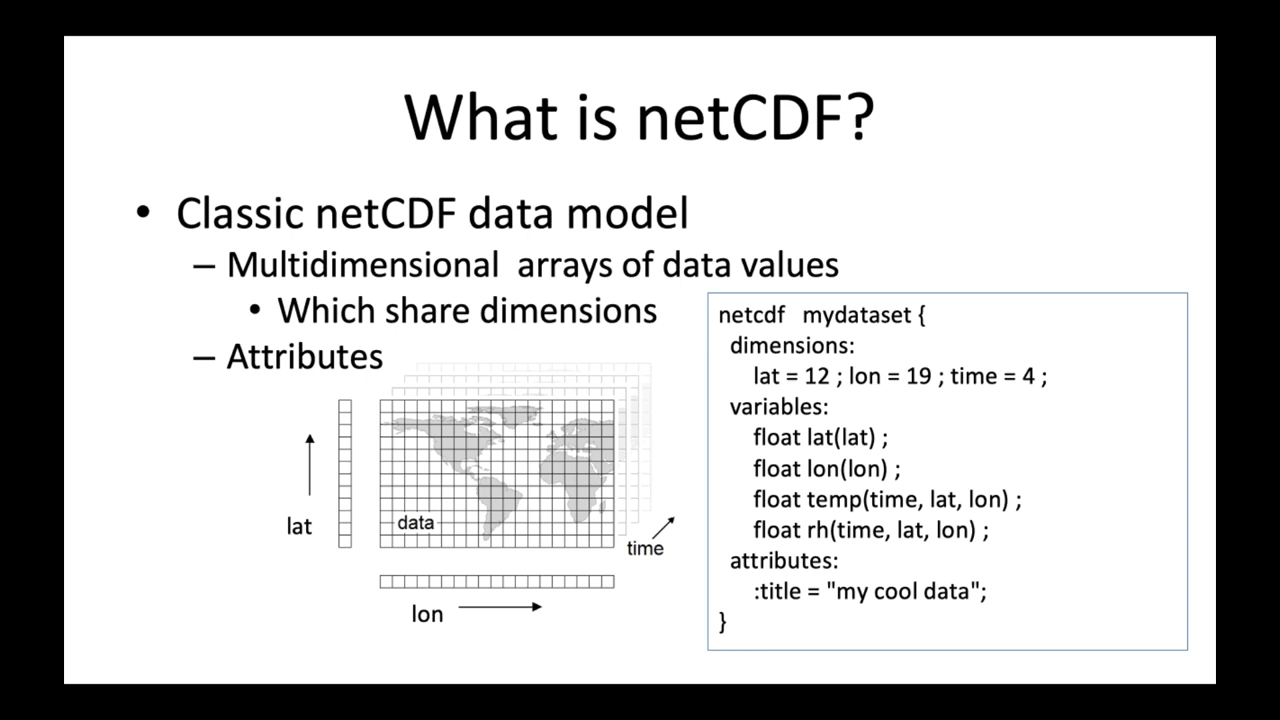 What is netCDF?
• Classic netCDF data model
– Multidimensional arrays of data values
• Which share dimensions
– Attributes
lat
data
time
lon
netcdf mydataset {
dimensions:
lat = 12 ; lon = 19 ; time = 4 ;
variables:
float lat(lat) ;
float lon(lon) ;
float temp(time, lat, lon) ;
float rh(time, lat, lon) ;
attributes:
:title = "my cool data";
}